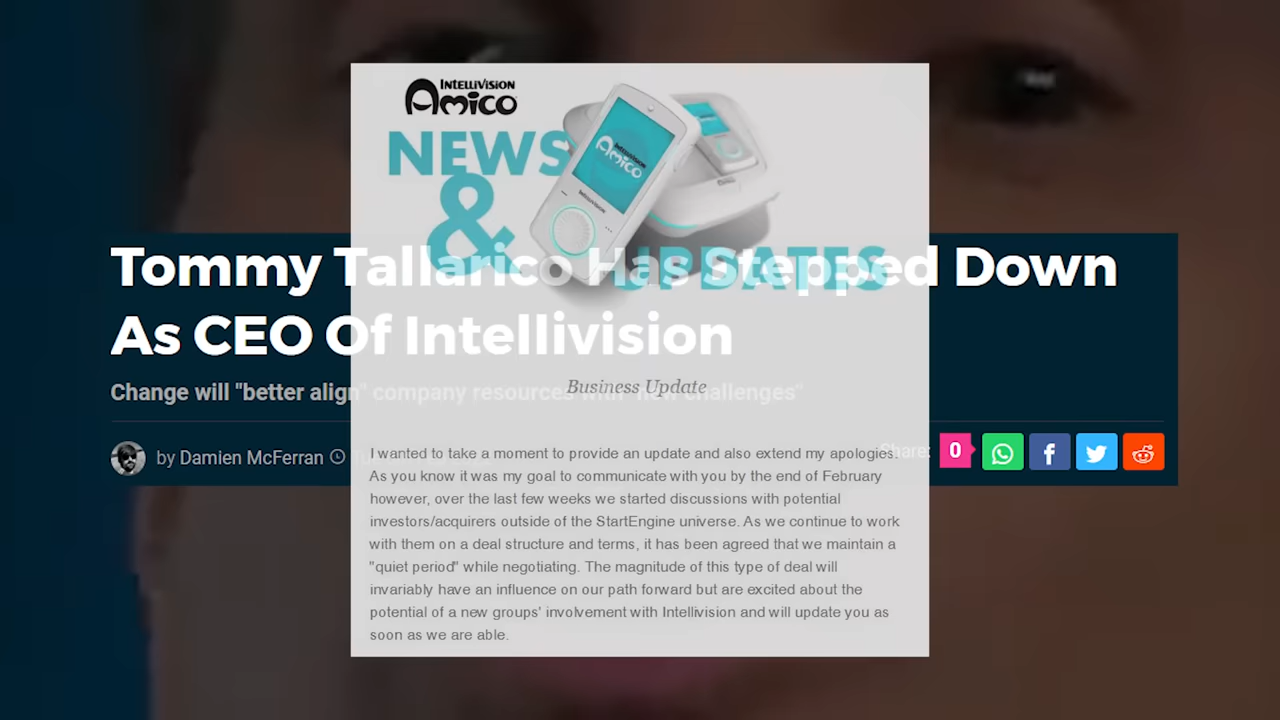 INTELLIVISION
AMICO
NEWS
&
UPDATES
Tommy Tallarico Has Stepped Down
As CEO Of Intellivision
Change will "better align" company resources with "new challenges"
by Damien McFerran
Share:
0
Business Update
I wanted to take a moment to provide an update and also extend my apologies.
As you know it was my goal to communicate with you by the end of February
however, over the last few weeks we started discussions with potential
investors/acquirers outside of the StartEngine universe. As we continue to work
with them on a deal structure and terms, it has been agreed that we maintain a
"quiet period" while negotiating. The magnitude of this type of deal will
invariably have an influence on our path forward but are excited about the
potential of a new groups' involvement with Intellivision and will update you as
soon as we are able.